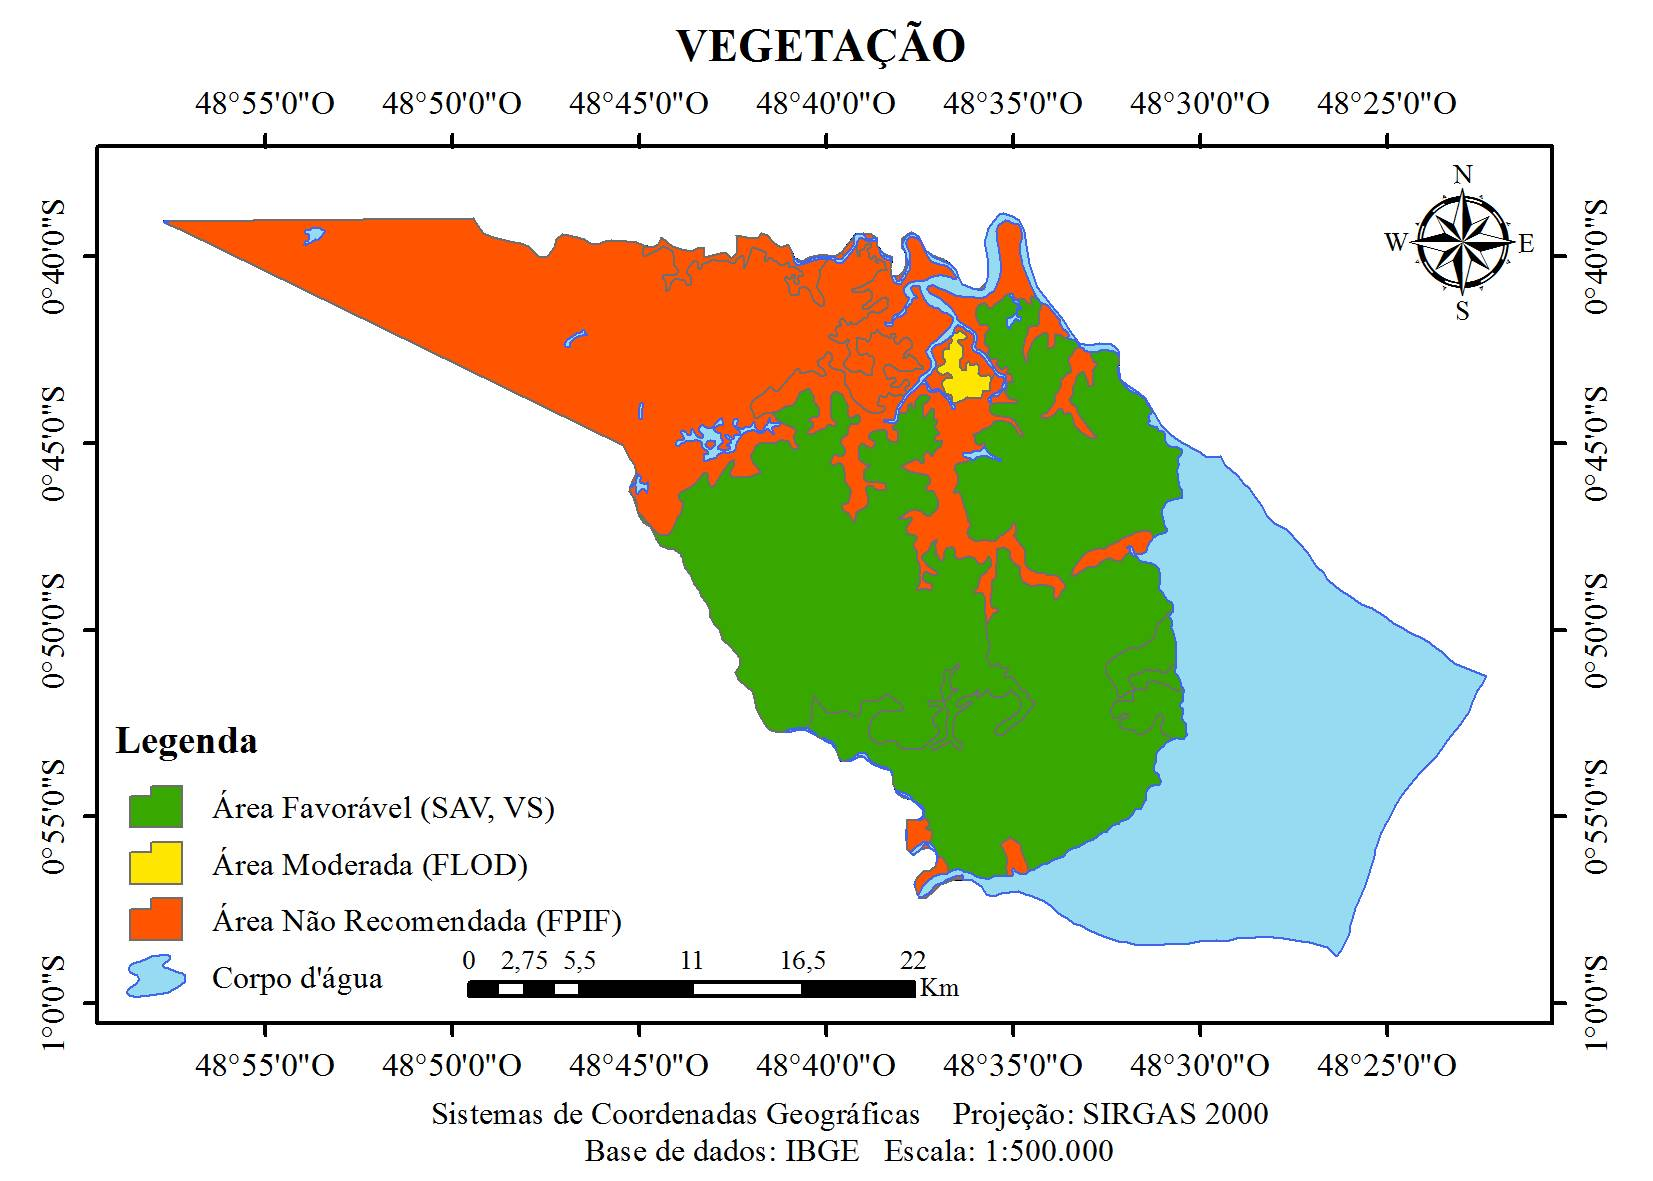 VEGETAÇÃO
48°55'0"O 48°50'0"O 48°45'0"O 48°40'0"O 48°35'0"O 48°30'0"O 48°25'0"O
N
W E
S
0°40'0"S 0°40'0"S
0°45'0"S 0°45'0"S
0°50'0"S 0°50'0"S
0°55'0"S 0°55'0"S
1°0'0"S 1°0'0"S
Legenda
Área Favorável (SAV, VS)
Área Moderada (FLOD)
Área Não Recomendada (FPIF)
Corpo d'água
0 2,75 5,5 11 16,5 22
Km
48°55'0"O 48°50'0"O 48°45'0"O 48°40'0"O 48°35'0"O 48°30'0"O 48°25'0"O
Sistemas de Coordenadas Geográficas Projeção: SIRGAS 2000
Base de dados: IBGE Escala: 1:500.000